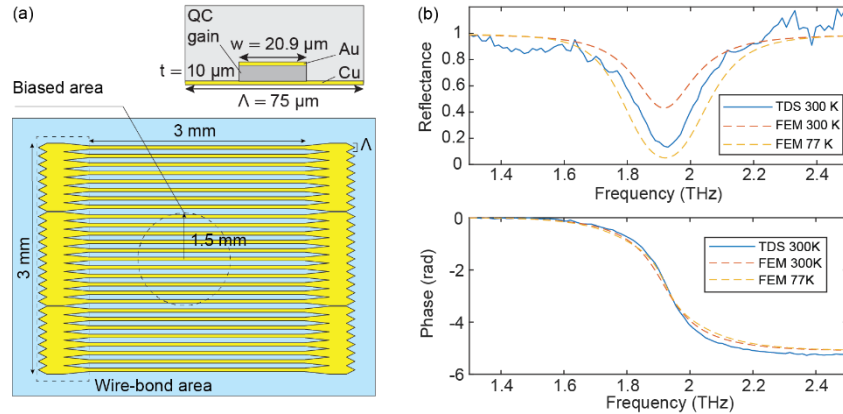 (a)
QC
gain
w = 20.9 μm
Au
t = 10 μm
Cu
Λ = 75 μm
Biased area
3 mm
Λ
3 mm
1.5 mm
Wire-bond area
(b)
Reflectance
1
0.8
0.6
0.4
0.2
0
TDS 300 K
FEM 300 K
FEM 77 K
1.4 1.6 1.8 2 2.2 2.4
Frequency (THz)
Phase (rad)
0
-2
-4
-6
TDS 300K
FEM 300K
FEM 77K
1.4 1.6 1.8 2 2.2 2.4
Frequency (THz)